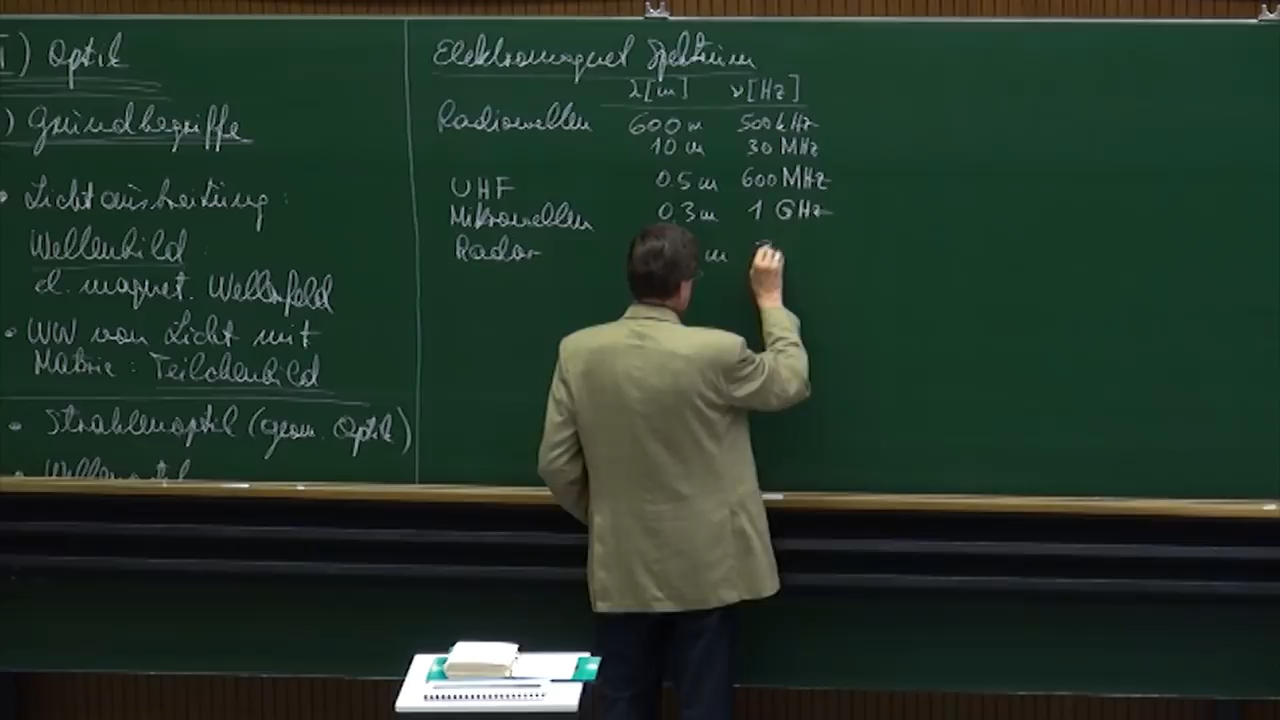 I) Optik
) Grundbegriffe
• Lichtausbreitung:
Wellenbild
el. magnet. Wellenfeld
• WW von Licht mit
Materie: Teilchenbild
• Strahlenoptik (geom. Optik)
• Wellenoptik
Elektromagnet Spektrum
λ[m] ν[Hz]
Radiowellen 600 m 500 kHz
10 m 30 MHz
UHF 0.5 m 600 MHz
Mikrowellen 0,3 m 1 GHz
Radar m